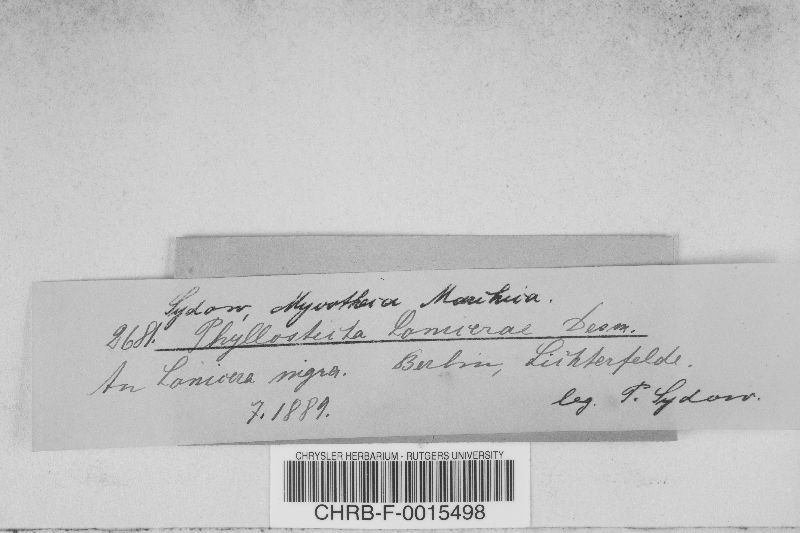 Sydow, Mycotheca Marchica.
2681. Phyllosticta Lonicerae Desm.
An Lonicera nigra. Berlin, Lichterfelde.
7. 1889. leg. P. Sydow.
CHRYSLER HERBARIUM - RUTGERS UNIVERSITY
CHRB-F-0015498